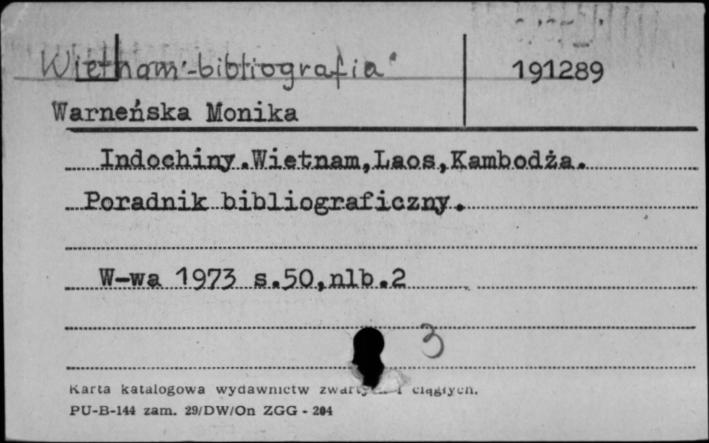 Wietnam-bibliografia
191289
Warneńska Monika
Indochiny.Wietnam,Laos,Kambodża.
Poradnik bibliograficzny.
W-wa 1973 s.50,nlb.2
3
Karta katalogowa wydawnictw zwartych i ciągłych.
PU-B-144 zam. 29/DW/On ZGG - 204